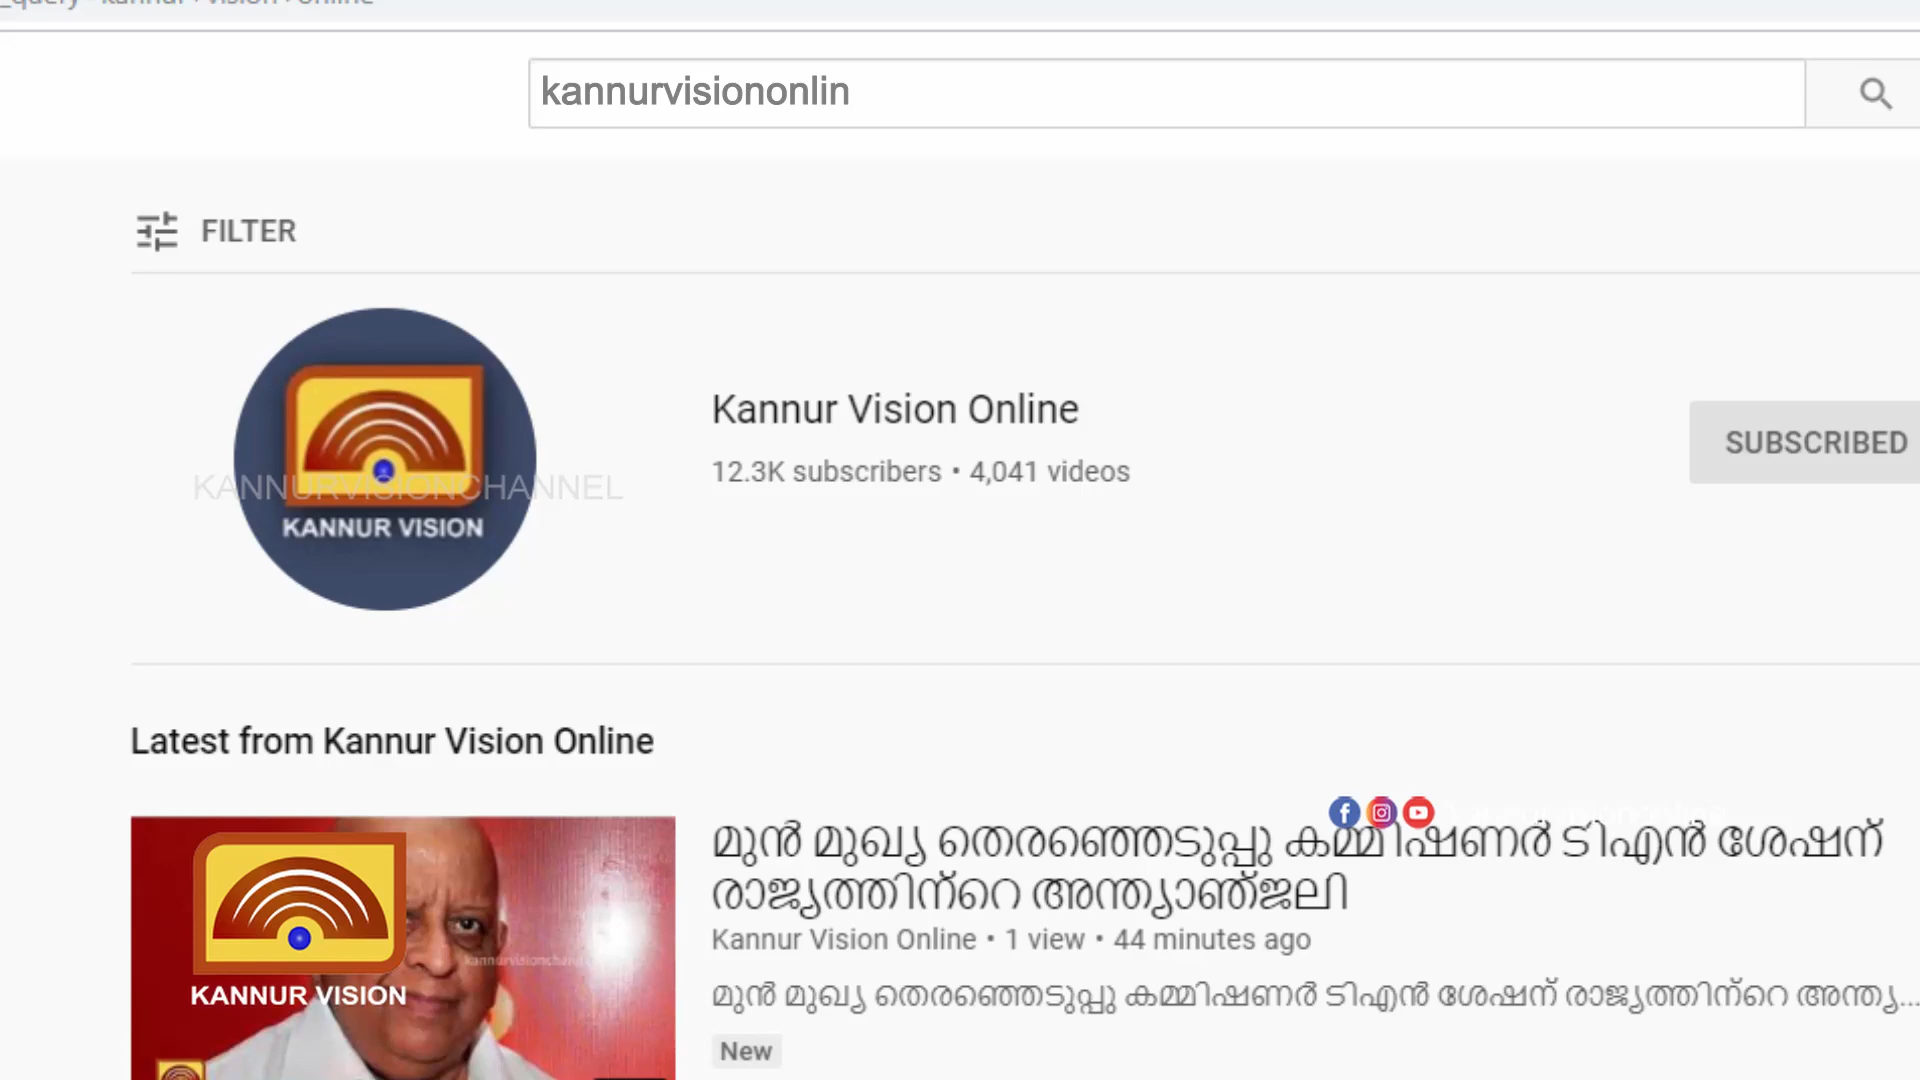 kannurvisiononlin
FILTER
Kannur Vision Online
12.3K subscribers • 4,041 videos
SUBSCRIBED
KANNURVISIONCHANNEL
KANNUR VISION
Latest from Kannur Vision Online
മുൻ മുഖ്യ തെരഞ്ഞെടുപ്പു കമ്മിഷണർ ടിഎൻ ശേഷന്
രാജ്യത്തിന്റെ അന്ത്യാഞ്ജലി
Kannur Vision Online • 1 view • 44 minutes ago
kannurvisionchannel
KANNUR VISION
മുൻ മുഖ്യ തെരഞ്ഞെടുപ്പു കമ്മിഷണർ ടിഎൻ ശേഷന് രാജ്യത്തിന്റെ അന്ത്യ...
New